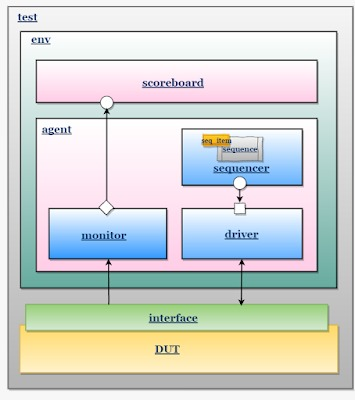 test
env
scoreboard
agent
seq_item
sequence
sequencer
monitor
driver
interface
DUT